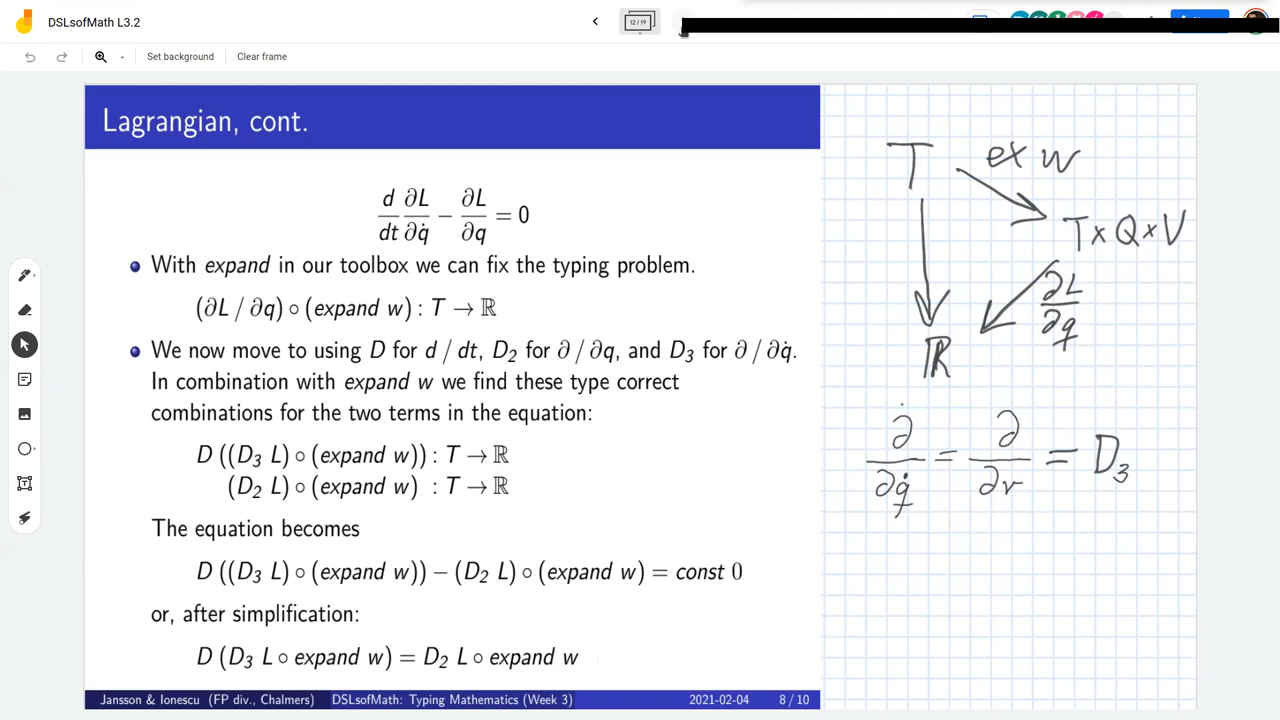 DSLsofMath L3.2
12 / 19
Set background
Clear frame
Lagrangian, cont.
d/dt ∂L/∂q̇ − ∂L/∂q = 0
With expand in our toolbox we can fix the typing problem.
(∂L / ∂q) ∘ (expand w) : T → ℝ
We now move to using D for d / dt, D₂ for ∂ / ∂q, and D₃ for ∂ / ∂q̇.
In combination with expand w we find these type correct
combinations for the two terms in the equation:
D ((D₃ L) ∘ (expand w)) : T → ℝ
(D₂ L) ∘ (expand w) : T → ℝ
The equation becomes
D ((D₃ L) ∘ (expand w)) − (D₂ L) ∘ (expand w) = const 0
or, after simplification:
D (D₃ L ∘ expand w) = D₂ L ∘ expand w
Jansson & Ionescu (FP div., Chalmers) DSLsofMath: Typing Mathematics (Week 3) 2021-02-04 8 / 10
T ex w
T × Q × V
∂L/∂q
ℝ
∂/∂q̇ = ∂/∂v = D₃